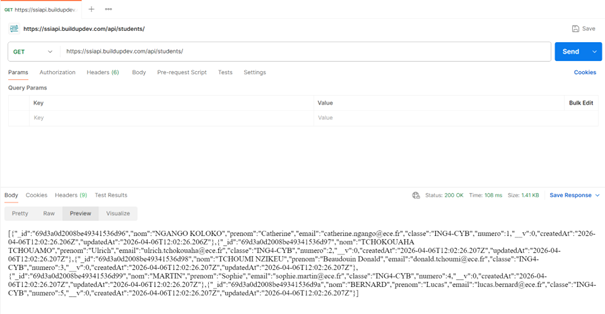 GET https://ssiapi.buildupdev.
https://ssiapi.buildupdev.com/api/students/
Save
GET https://ssiapi.buildupdev.com/api/students/ Send
Params Authorization Headers (6) Body Pre-request Script Tests Settings Cookies
Query Params
Key Value Bulk Edit
Key Value
Body Cookies Headers (9) Test Results Status: 200 OK Time: 108 ms Size: 1.41 KB Save Response
Pretty Raw Preview Visualize
[{"_id":"69d3a0d2008be49341536d96","nom":"NGANGO KOLOKO","prenom":"Catherine","email":"catherine.ngango@ece.fr","classe":"ING4-CYB","numero":1,"__v":0,"createdAt":"2026-
04-06T12:02:26.206Z","updatedAt":"2026-04-06T12:02:26.206Z"},{"_id":"69d3a0d2008be49341536d97","nom":"TCHOKOUAHA
TCHOUAMO","prenom":"Ulrich","email":"ulrich.tchokouaha@ece.fr","classe":"ING4-CYB","numero":2,"__v":0,"createdAt":"2026-04-06T12:02:26.207Z","updatedAt":"2026-04-
06T12:02:26.207Z"},{"_id":"69d3a0d2008be49341536d98","nom":"TCHOUMI NZIKEU","prenom":"Beaudouin Donald","email":"donald.tchoumi@ece.fr","classe":"ING4-
CYB","numero":3,"__v":0,"createdAt":"2026-04-06T12:02:26.207Z","updatedAt":"2026-04-06T12:02:26.207Z"},
{"_id":"69d3a0d2008be49341536d99","nom":"MARTIN","prenom":"Sophie","email":"sophie.martin@ece.fr","classe":"ING4-CYB","numero":4,"__v":0,"createdAt":"2026-04-
06T12:02:26.207Z","updatedAt":"2026-04-06T12:02:26.207Z"},{"_id":"69d3a0d2008be49341536d9a","nom":"BERNARD","prenom":"Lucas","email":"lucas.bernard@ece.fr","classe":"ING4-
CYB","numero":5,"__v":0,"createdAt":"2026-04-06T12:02:26.207Z","updatedAt":"2026-04-06T12:02:26.207Z"}]